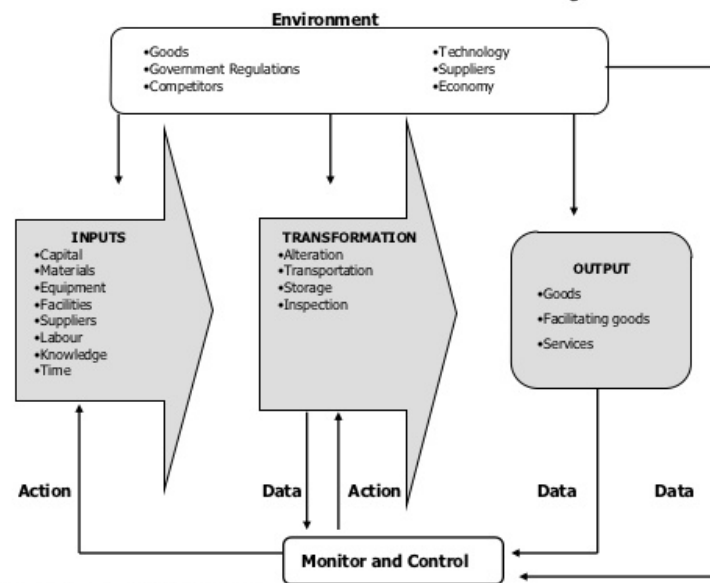 Environment
•Goods
•Government Regulations
•Competitors
•Technology
•Suppliers
•Economy
INPUTS
•Capital
•Materials
•Equipment
•Facilities
•Suppliers
•Labour
•Knowledge
•Time
TRANSFORMATION
•Alteration
•Transportation
•Storage
•Inspection
OUTPUT
•Goods
•Facilitating goods
•Services
Action
Data
Action
Data
Data
Monitor and Control